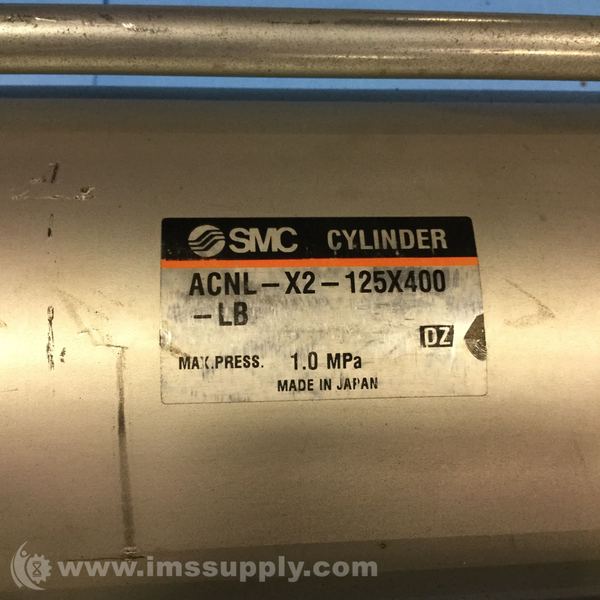 SMC CYLINDER
ACNL-X2-125X400
-LB
DZ
MAX.PRESS. 1.0 MPa
MADE IN JAPAN
www.imssupply.com